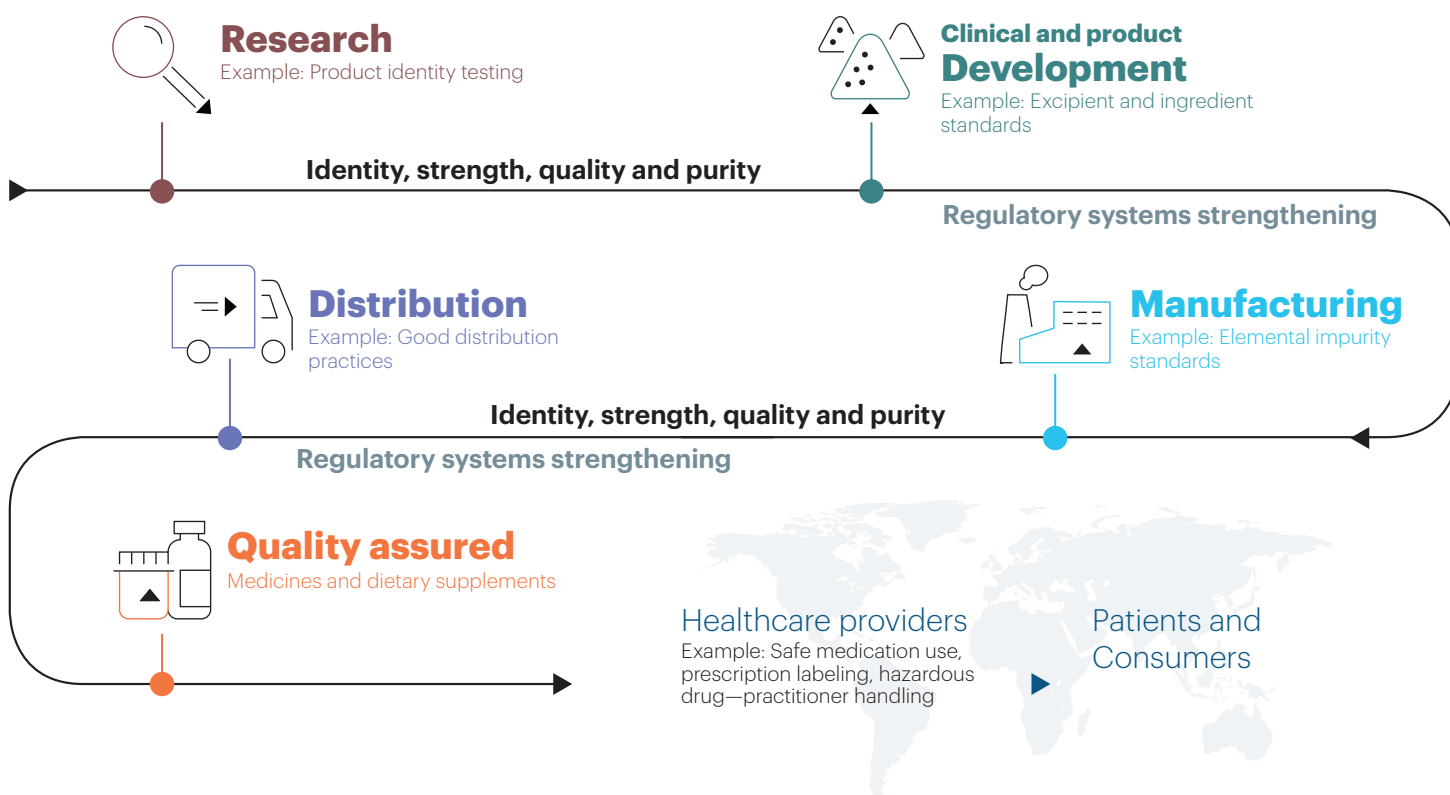 Research
Example: Product identity testing
Clinical and product
Development
Example: Excipient and ingredient
standards
Identity, strength, quality and purity
Regulatory systems strengthening
Distribution
Example: Good distribution
practices
Manufacturing
Example: Elemental impurity
standards
Identity, strength, quality and purity
Regulatory systems strengthening
Quality assured
Medicines and dietary supplements
Healthcare providers
Example: Safe medication use,
prescription labeling, hazardous
drug—practitioner handling
Patients and
Consumers